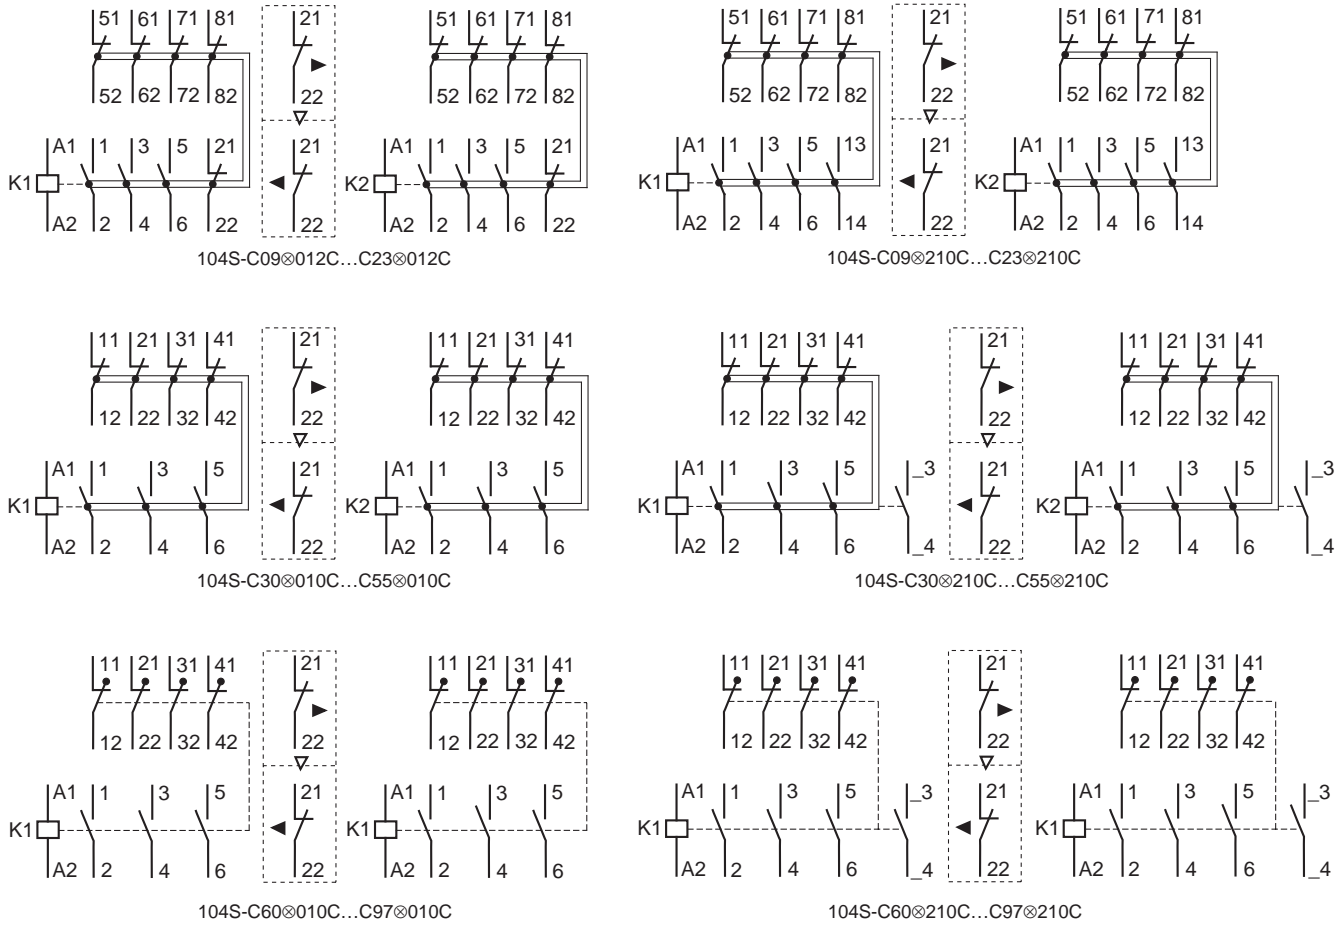 51 61 71 81 21 51 61 71 81 51 61 71 81 21 51 61 71 81
52 62 72 82 22 52 62 72 82 52 62 72 82 22 52 62 72 82
A1 1 3 5 21 21 A1 1 3 5 21 A1 1 3 5 13 21 A1 1 3 5 13
K1 K2 K1 K2
A2 2 4 6 22 22 A2 2 4 6 22 A2 2 4 6 14 22 A2 2 4 6 14
104S-C09⊗012C…C23⊗012C 104S-C09⊗210C…C23⊗210C
11 21 31 41 21 11 21 31 41 11 21 31 41 21 11 21 31 41
12 22 32 42 22 12 22 32 42 12 22 32 42 22 12 22 32 42
A1 1 3 5 21 A1 1 3 5 A1 1 3 5 _3 21 A1 1 3 5 _3
K1 K2 K1 K2
A2 2 4 6 22 A2 2 4 6 A2 2 4 6 _4 22 A2 2 4 6 _4
104S-C30⊗010C…C55⊗010C 104S-C30⊗210C…C55⊗210C
11 21 31 41 21 11 21 31 41 11 21 31 41 21 11 21 31 41
12 22 32 42 22 12 22 32 42 12 22 32 42 22 12 22 32 42
A1 1 3 5 21 A1 1 3 5 A1 1 3 5 _3 21 A1 1 3 5 _3
K1 K1 K1 K1
A2 2 4 6 22 A2 2 4 6 A2 2 4 6 _4 22 A2 2 4 6 _4
104S-C60⊗010C…C97⊗010C 104S-C60⊗210C…C97⊗210C